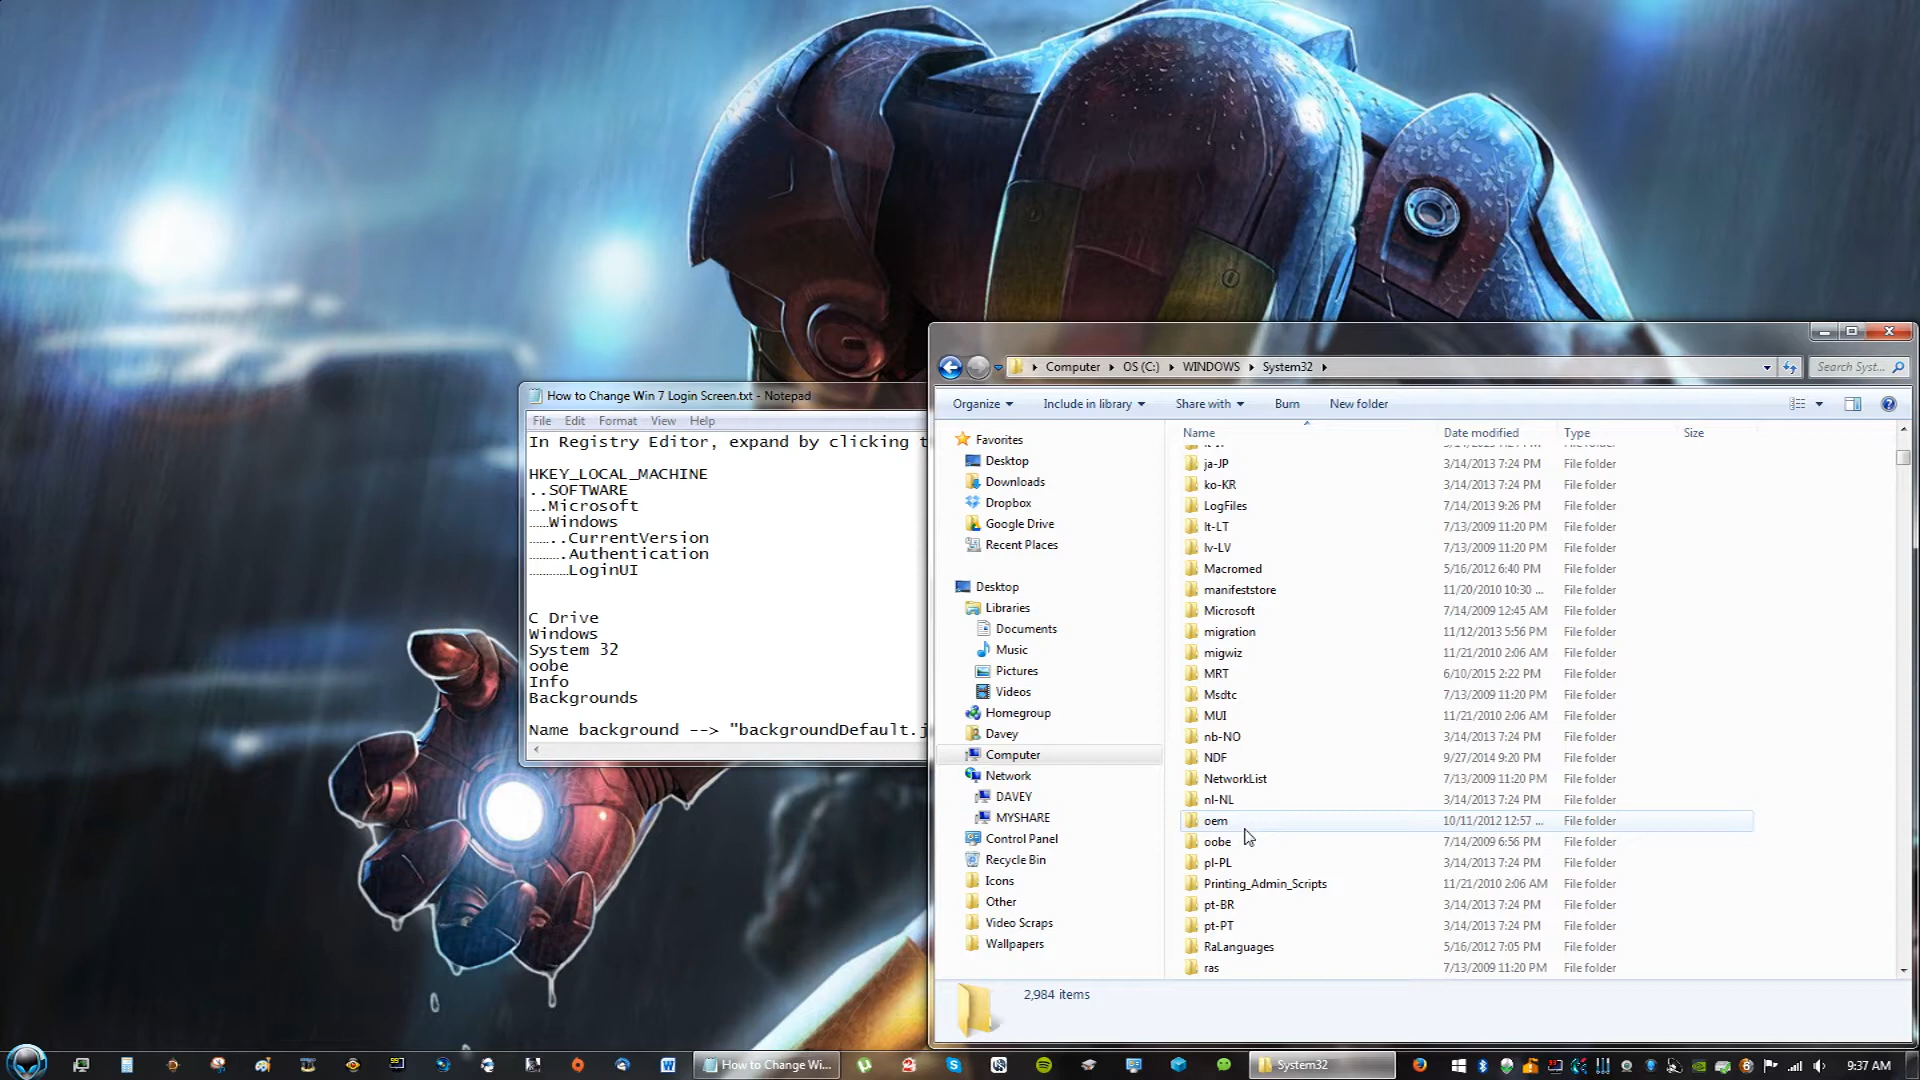 How to Change Win 7 Login Screen.txt - Notepad
File Edit Format View Help
In Registry Editor, expand by clicking
HKEY_LOCAL_MACHINE
..SOFTWARE
....Microsoft
......Windows
........CurrentVersion
..........Authentication
............LoginUI
C Drive
Windows
System 32
oobe
Info
Backgrounds
Name background --> "backgroundDefault.j
Computer OS (C:) WINDOWS System32
Search Syst...
Organize Include in library Share with Burn New folder
Favorites
Desktop
Downloads
Dropbox
Google Drive
Recent Places
Desktop
Libraries
Documents
Music
Pictures
Videos
Homegroup
Davey
Computer
Network
DAVEY
MYSHARE
Control Panel
Recycle Bin
Icons
Other
Video Scraps
Wallpapers
Name Date modified Type Size
ja-JP 3/14/2013 7:24 PM File folder
ko-KR 3/14/2013 7:24 PM File folder
LogFiles 7/14/2013 9:26 PM File folder
lt-LT 7/13/2009 11:20 PM File folder
lv-LV 7/13/2009 11:20 PM File folder
Macromed 5/16/2012 6:40 PM File folder
manifeststore 11/20/2010 10:30 ... File folder
Microsoft 7/14/2009 12:45 AM File folder
migration 11/12/2013 5:56 PM File folder
migwiz 11/21/2010 2:06 AM File folder
MRT 6/10/2015 2:22 PM File folder
Msdtc 7/13/2009 11:20 PM File folder
MUI 11/21/2010 2:06 AM File folder
nb-NO 3/14/2013 7:24 PM File folder
NDF 9/27/2014 9:20 PM File folder
NetworkList 7/13/2009 11:20 PM File folder
nl-NL 3/14/2013 7:24 PM File folder
oem 10/11/2012 12:57 ... File folder
oobe 7/14/2009 6:56 PM File folder
pl-PL 3/14/2013 7:24 PM File folder
Printing_Admin_Scripts 11/21/2010 2:06 AM File folder
pt-BR 3/14/2013 7:24 PM File folder
pt-PT 3/14/2013 7:24 PM File folder
RaLanguages 5/16/2012 7:05 PM File folder
ras 7/13/2009 11:20 PM File folder
2,984 items
How to Change Wi... System32 9:37 AM